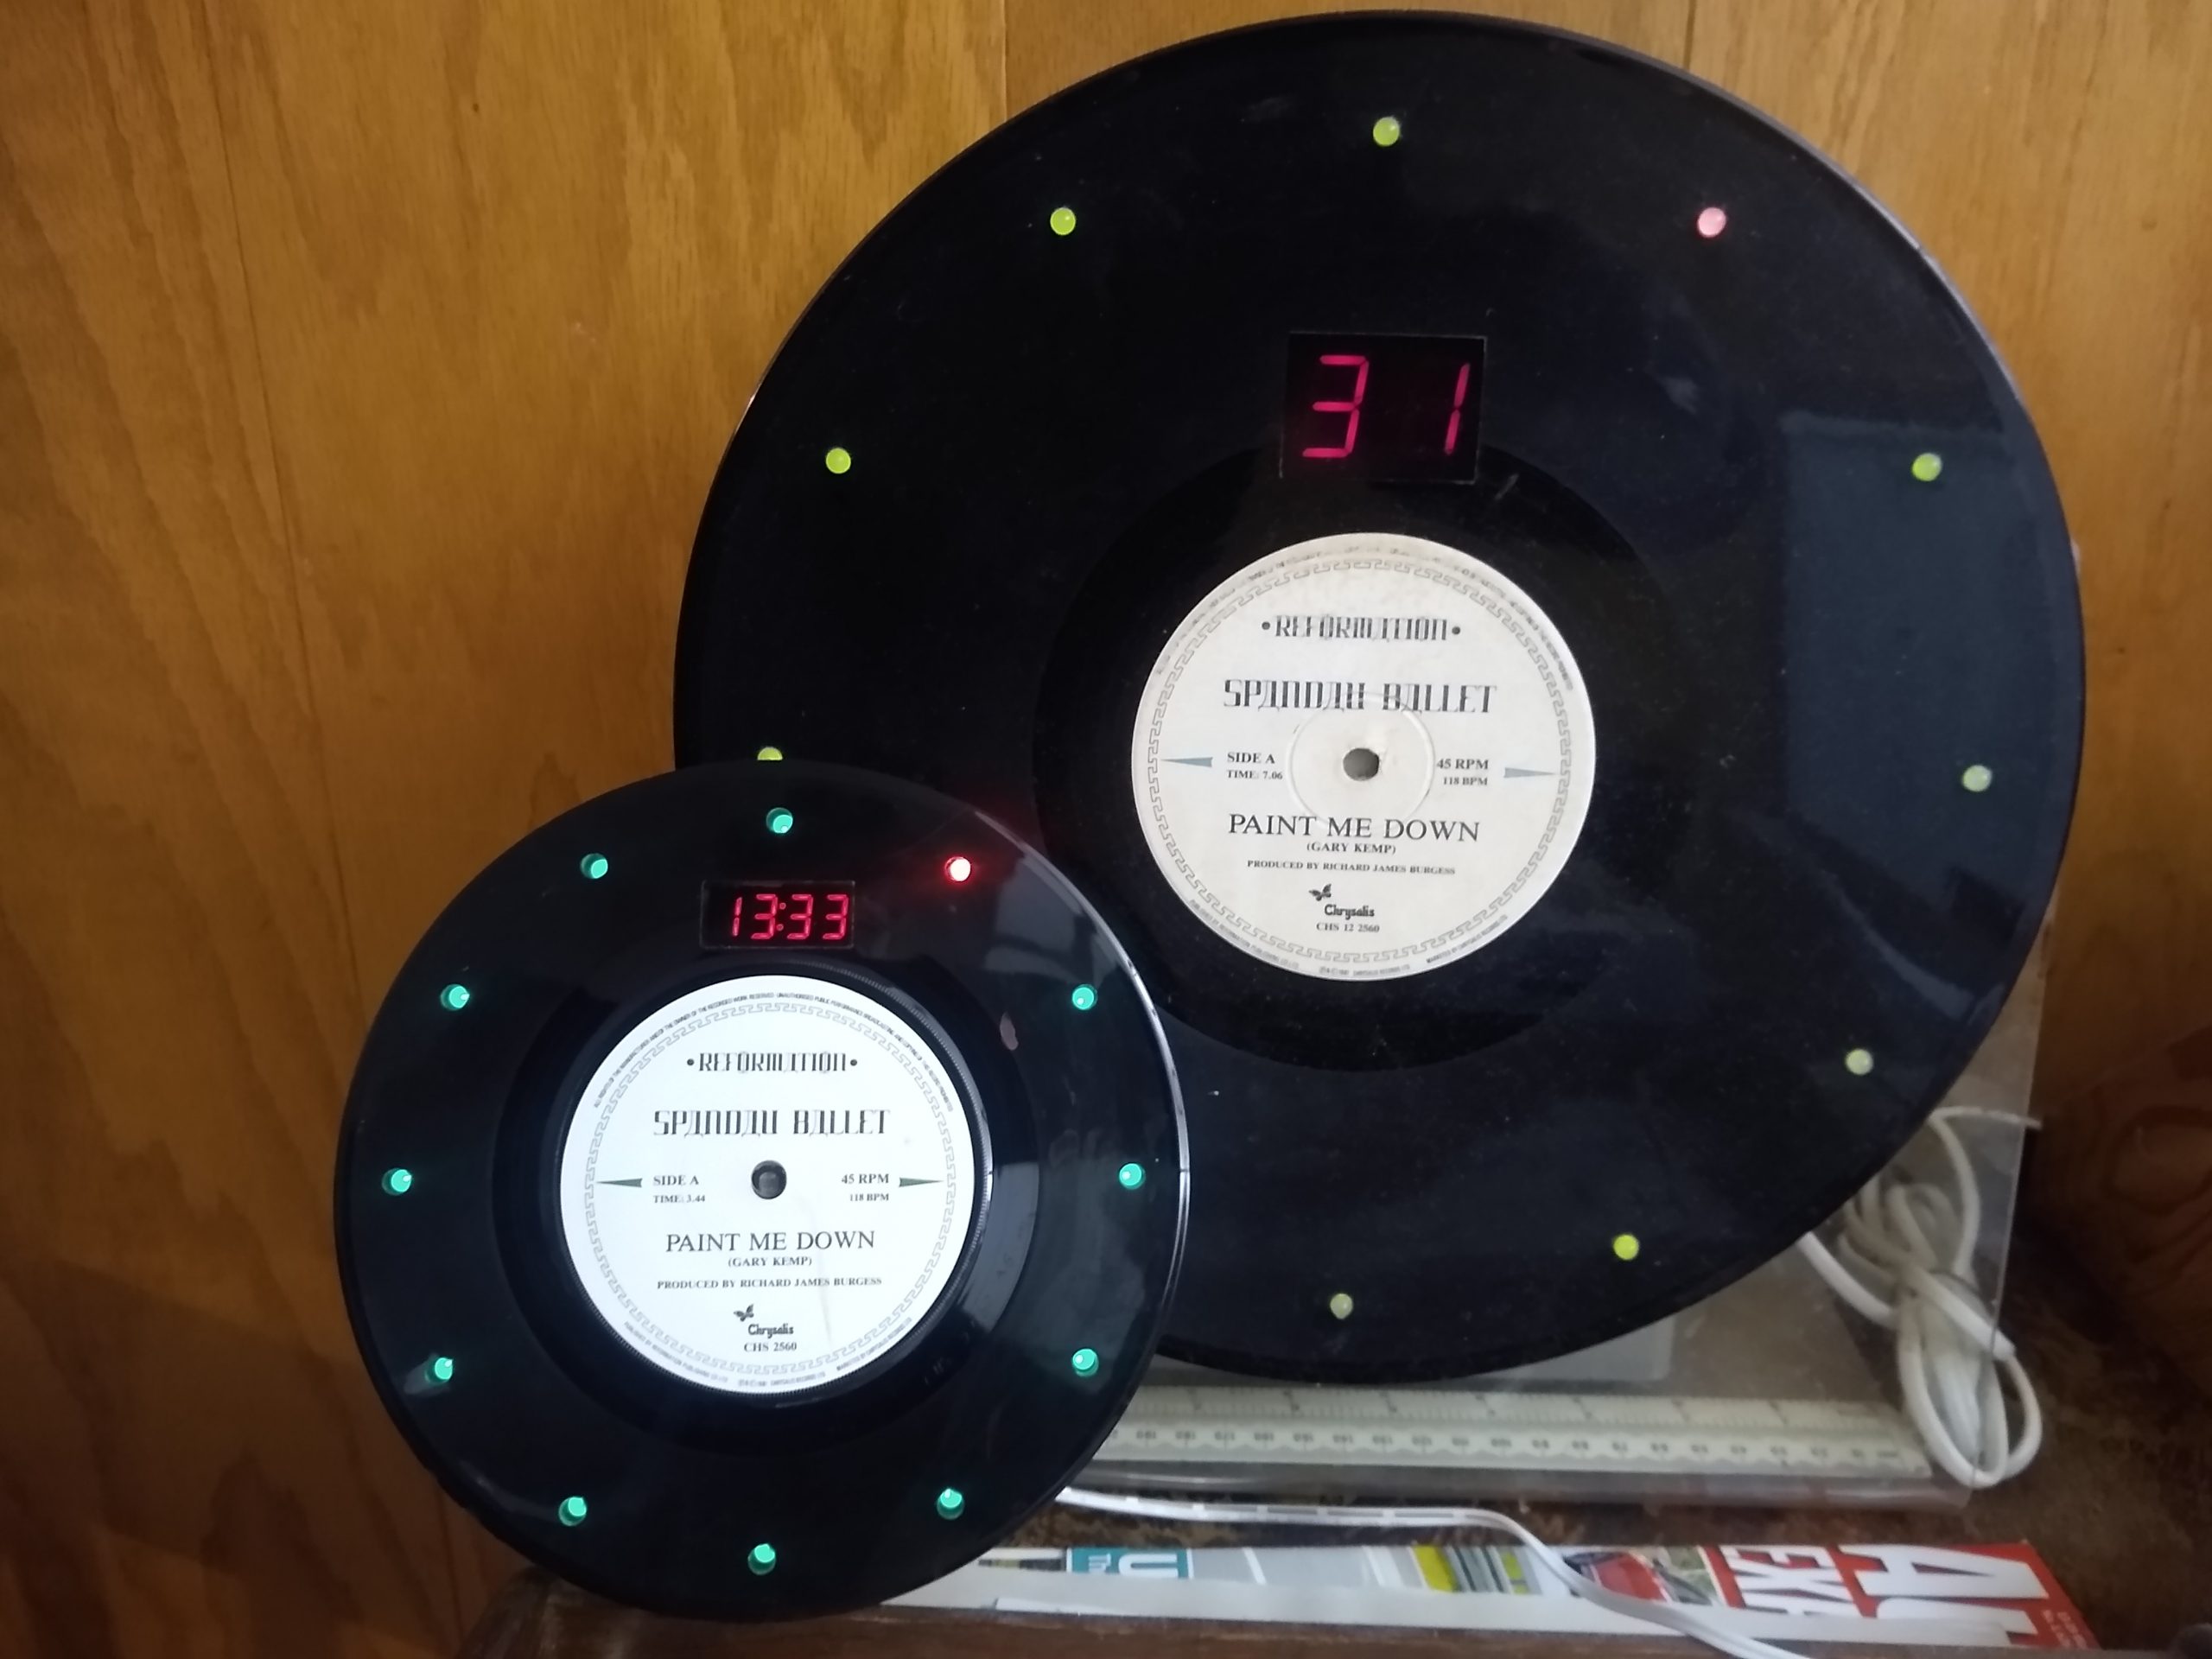 31
•REFORMATION•
SPANDAU BALLET
SIDE A
TIME: 7.06
45 RPM
118 BPM
PAINT ME DOWN
(GARY KEMP)
PRODUCED BY RICHARD JAMES BURGESS
Chrysalis
CHS 12 2560
13:33
•REFORMATION•
SPANDAU BALLET
SIDE A
TIME: 3.44
45 RPM
118 BPM
PAINT ME DOWN
(GARY KEMP)
PRODUCED BY RICHARD JAMES BURGESS
Chrysalis
CHS 2560